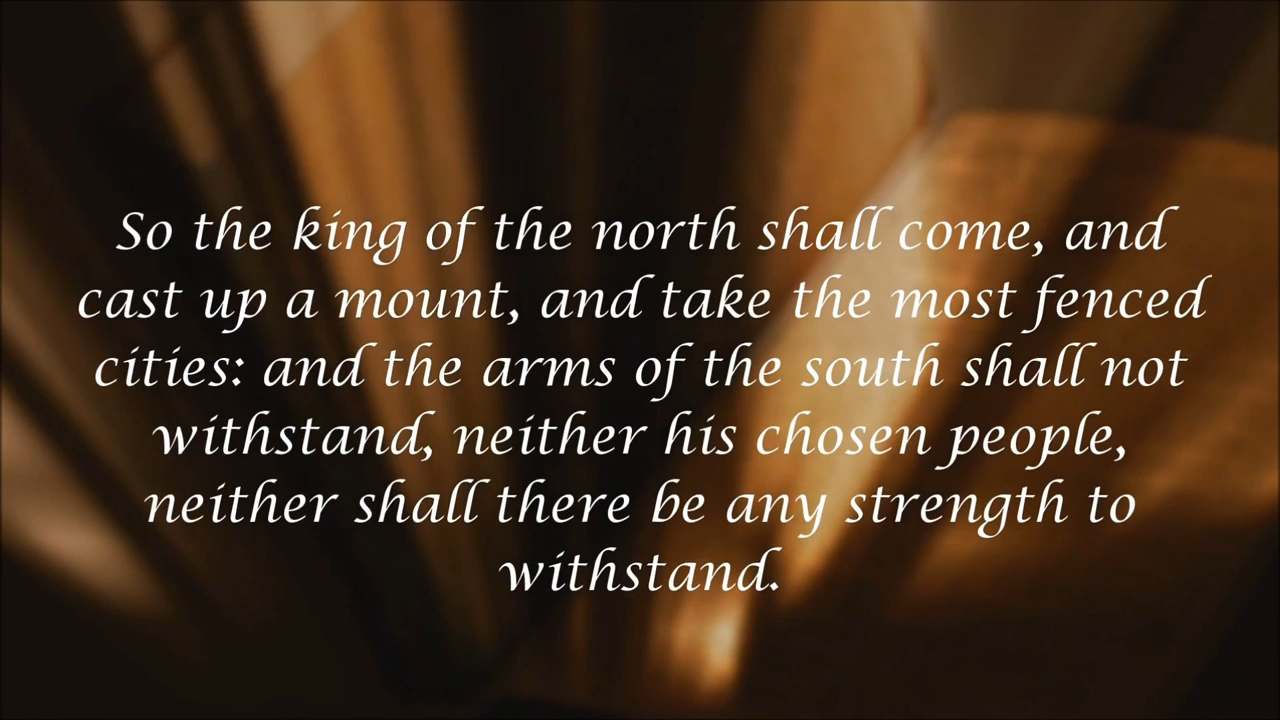 So the king of the north shall come, and
cast up a mount, and take the most fenced
cities: and the arms of the south shall not
withstand, neither his chosen people,
neither shall there be any strength to
withstand.